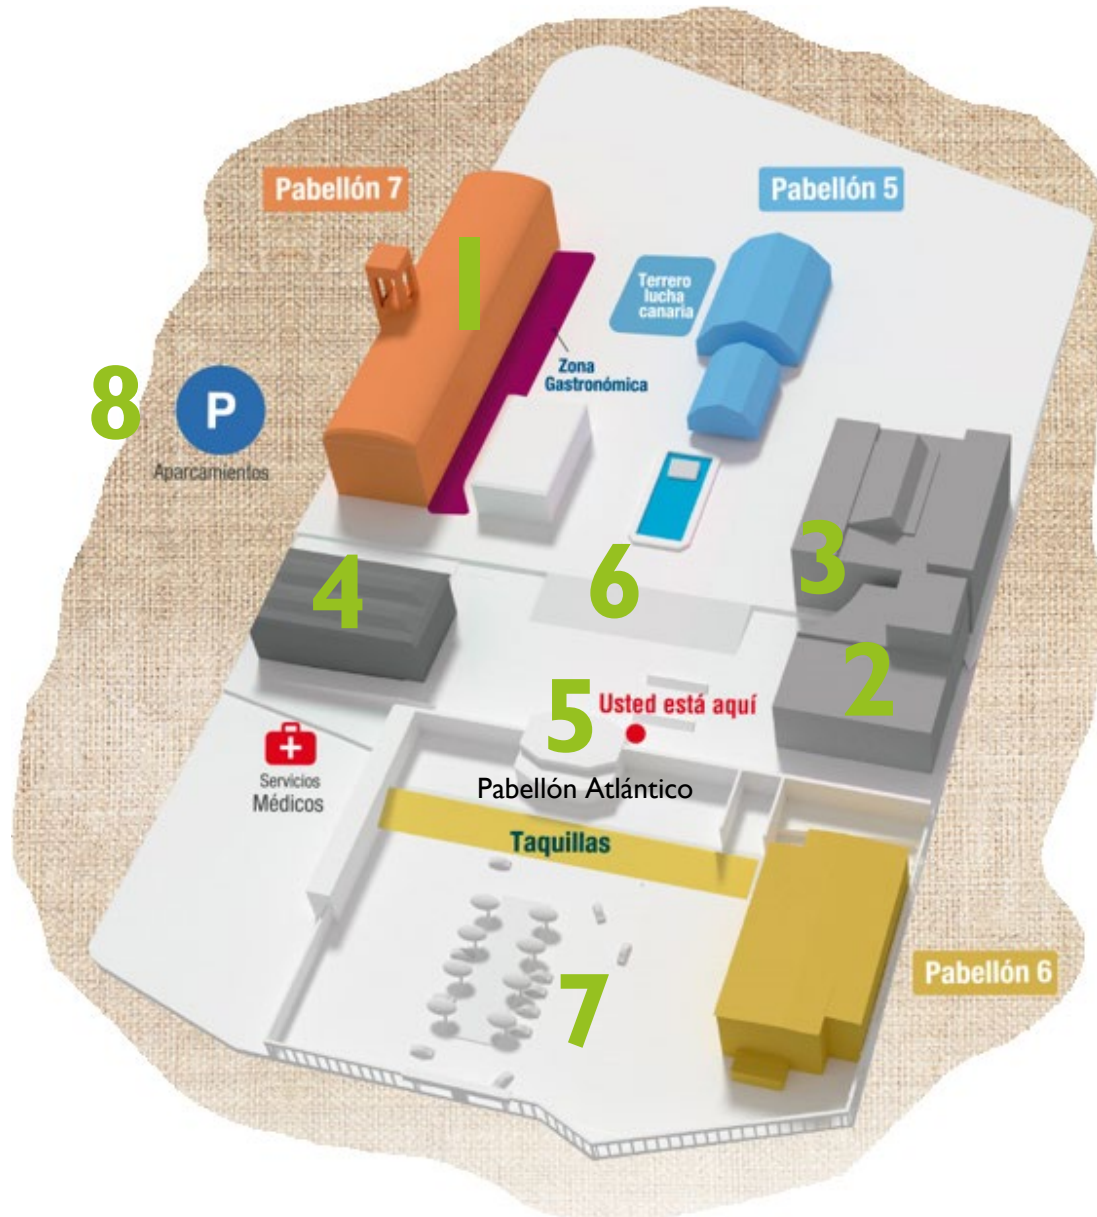 Pabellón 7
Pabellón 5
1
Terrero
lucha
canaria
Zona
Gastronómica
8
P
Aparcamientos
3
4
6
2
5
Usted está aquí
Servicios
Médicos
Pabellón Atlántico
Taquillas
Pabellón 6
7